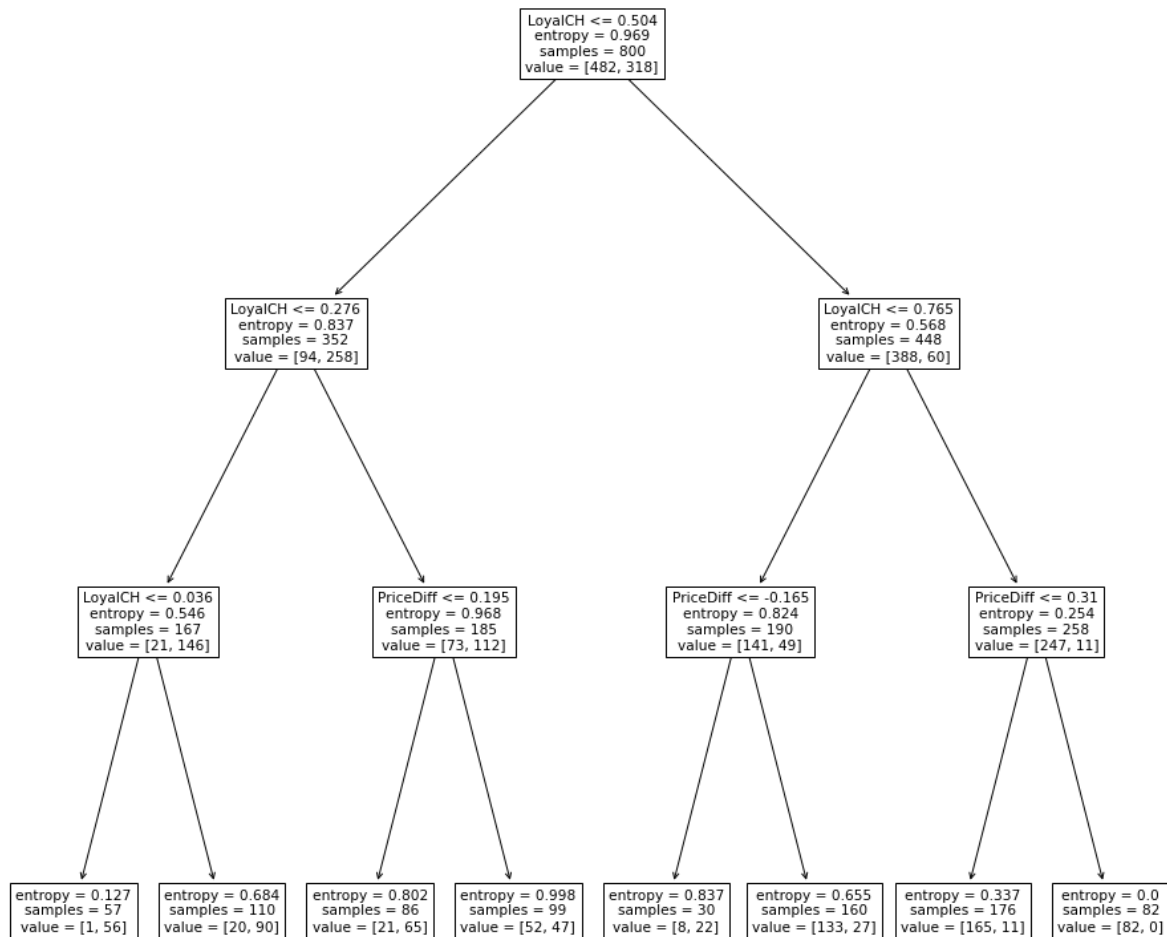 LoyalCH <= 0.504
entropy = 0.969
samples = 800
value = [482, 318]
LoyalCH <= 0.276
entropy = 0.837
samples = 352
value = [94, 258]
LoyalCH <= 0.765
entropy = 0.568
samples = 448
value = [388, 60]
LoyalCH <= 0.036
entropy = 0.546
samples = 167
value = [21, 146]
PriceDiff <= 0.195
entropy = 0.968
samples = 185
value = [73, 112]
PriceDiff <= -0.165
entropy = 0.824
samples = 190
value = [141, 49]
PriceDiff <= 0.31
entropy = 0.254
samples = 258
value = [247, 11]
entropy = 0.127
samples = 57
value = [1, 56]
entropy = 0.684
samples = 110
value = [20, 90]
entropy = 0.802
samples = 86
value = [21, 65]
entropy = 0.998
samples = 99
value = [52, 47]
entropy = 0.837
samples = 30
value = [8, 22]
entropy = 0.655
samples = 160
value = [133, 27]
entropy = 0.337
samples = 176
value = [165, 11]
entropy = 0.0
samples = 82
value = [82, 0]